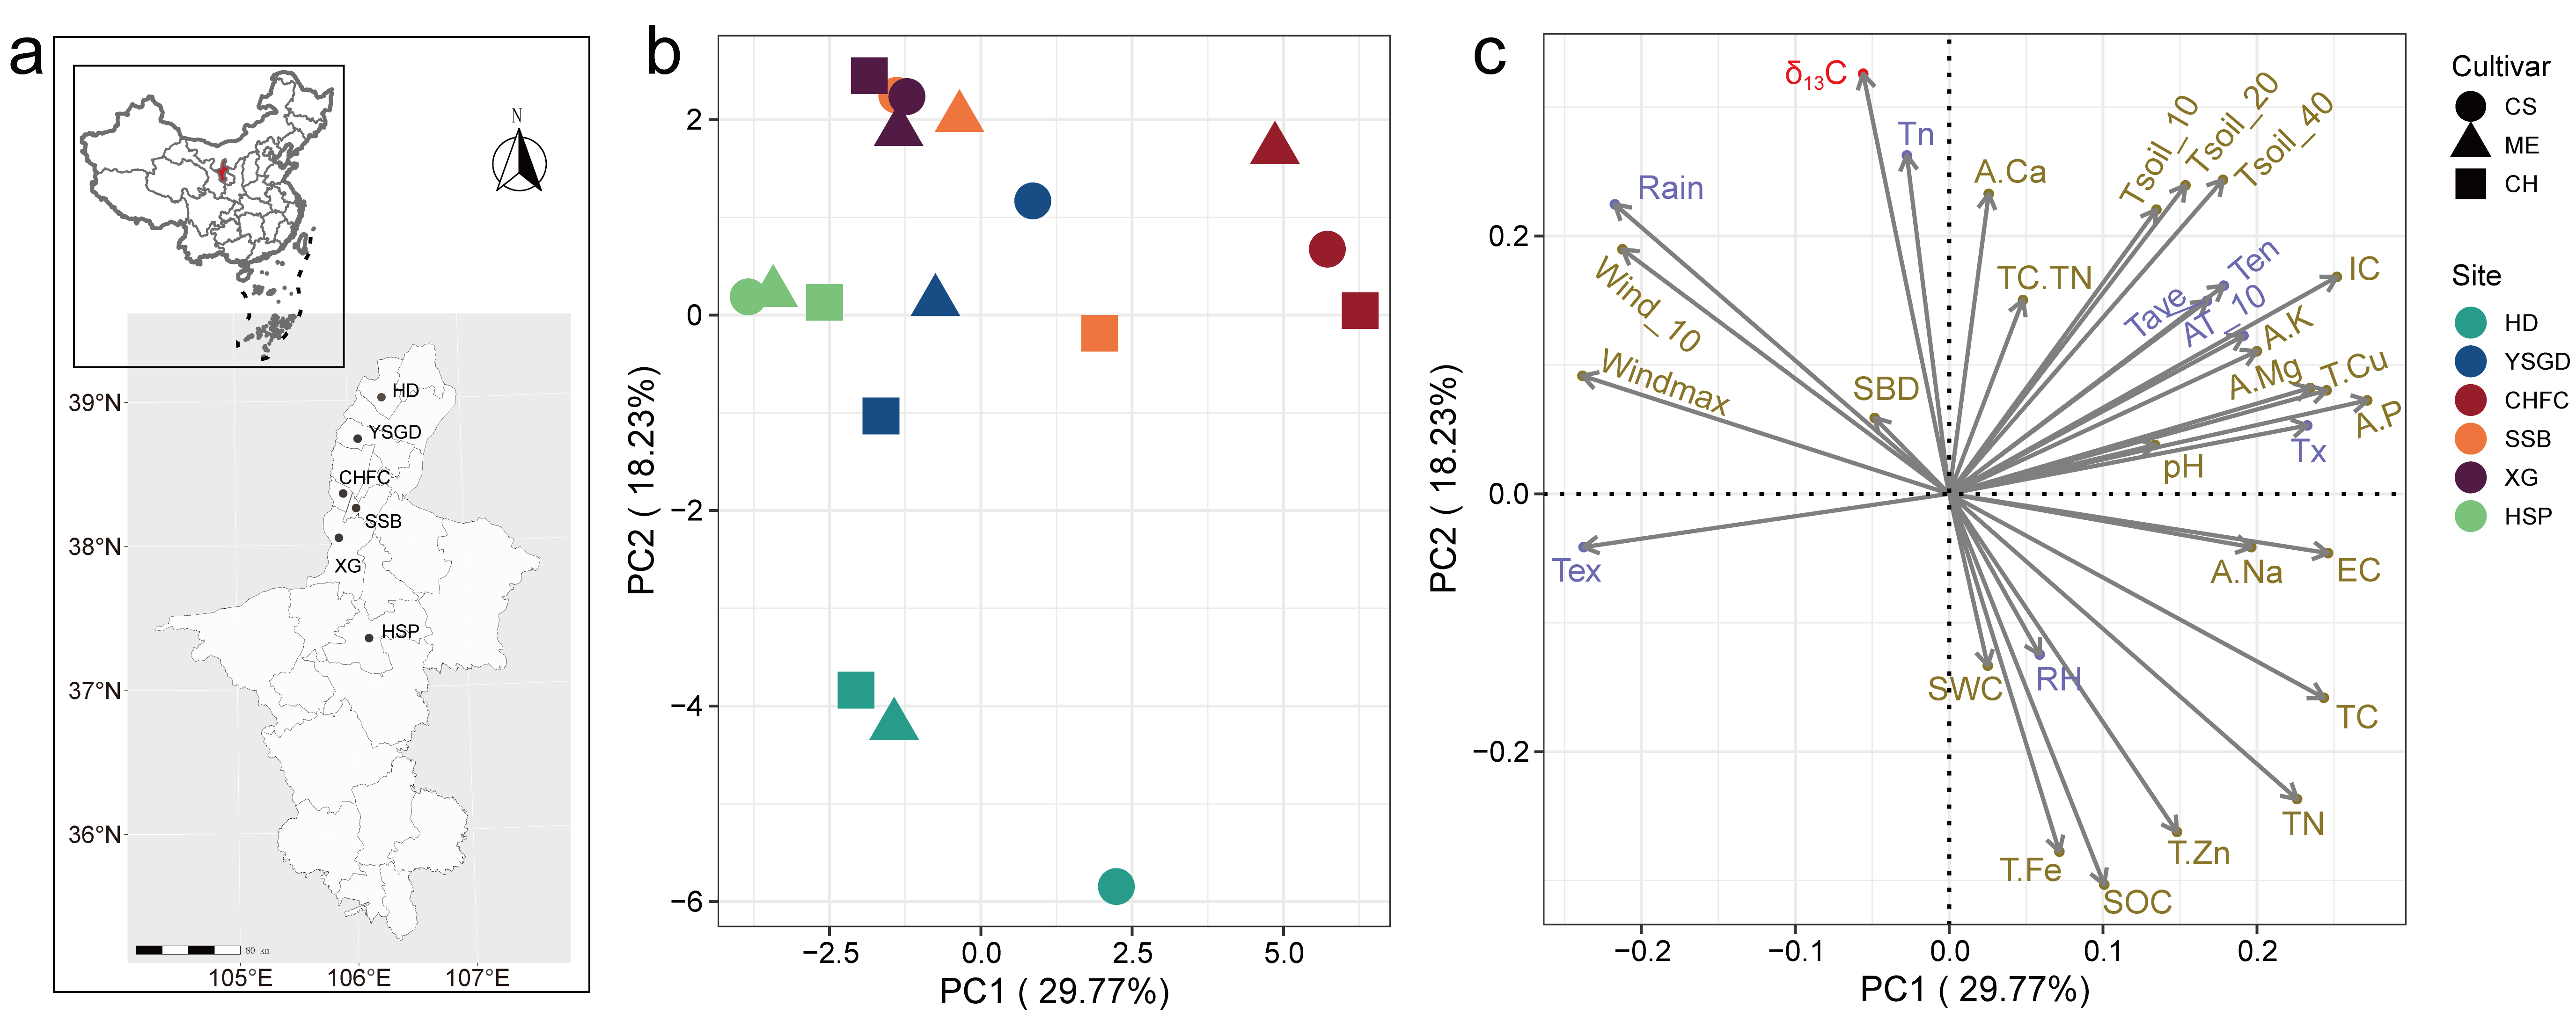 a
N
39°N
38°N
37°N
36°N
HD
YSGD
CHFC
SSB
XG
HSP
80 km
105°E
106°E
107°E
b
2
0
−2
−4
−6
PC2 ( 18.23%)
−2.5
0.0
2.5
5.0
PC1 ( 29.77%)
c
δ13C
Tn
Rain
A.Ca
Tsoil_10
Tsoil_20
Tsoil_40
Wind_10
TC.TN
Ten
Tave
AT_10
IC
A.K
Windmax
SBD
A.Mg
T.Cu
A.P
Tx
pH
Tex
A.Na
EC
SWC
RH
TC
TN
T.Zn
T.Fe
SOC
0.2
0.0
−0.2
PC2 ( 18.23%)
−0.2
−0.1
0.0
0.1
0.2
PC1 ( 29.77%)
Cultivar
CS
ME
CH
Site
HD
YSGD
CHFC
SSB
XG
HSP